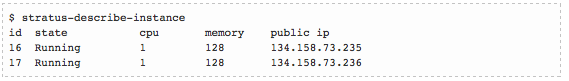 $ stratus-describe-instance
id state cpu memory public ip
16 Running 1 128 134.158.73.235
17 Running 1 128 134.158.73.236